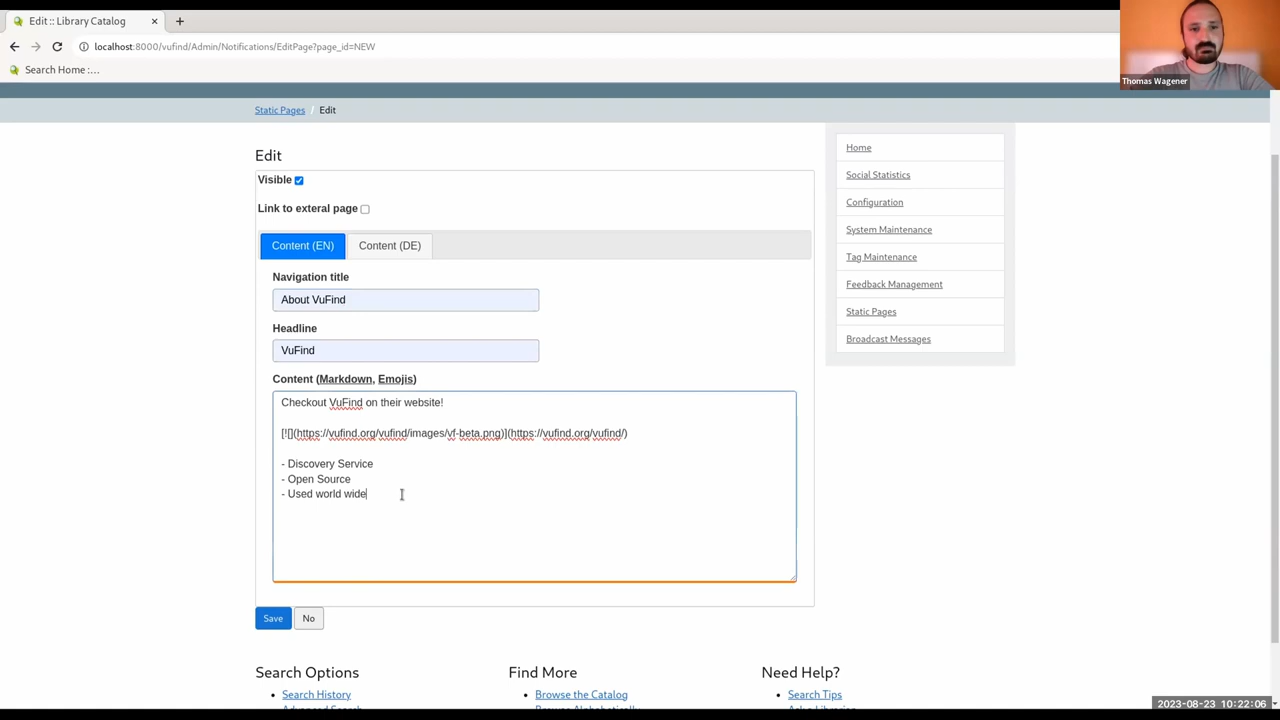 Edit :: Library Catalog
localhost:8000/vufind/Admin/Notifications/EditPage?page_id=NEW
Search Home :...
Thomas Wagener
Static Pages / Edit
Edit
Visible
Link to exteral page
Content (EN) Content (DE)
Navigation title
About VuFind
Headline
VuFind
Content (Markdown, Emojis)
Checkout VuFind on their website!
[![](https://vufind.org/vufind/images/vf-beta.png)](https://vufind.org/vufind/)
- Discovery Service
- Open Source
- Used world wide
Save No
Home
Social Statistics
Configuration
System Maintenance
Tag Maintenance
Feedback Management
Static Pages
Broadcast Messages
Search Options
Search History
Find More
Browse the Catalog
Need Help?
Search Tips
2023-08-23 10:22:06